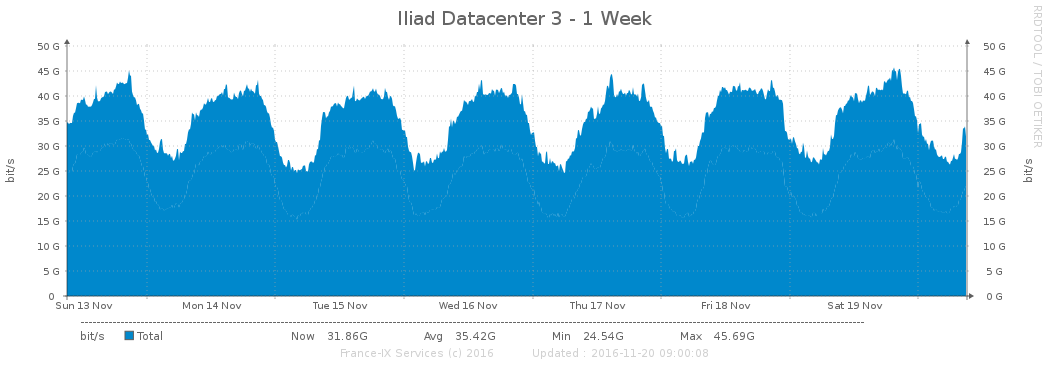 Iliad Datacenter 3 - 1 Week
RRDTOOL / TOBI OETIKER
50 G 50 G
45 G 45 G
40 G 40 G
35 G 35 G
30 G 30 G
25 G 25 G
20 G 20 G
15 G 15 G
10 G 10 G
5 G 5 G
0 0 G
bit/s bit/s
Sun 13 Nov Mon 14 Nov Tue 15 Nov Wed 16 Nov Thu 17 Nov Fri 18 Nov Sat 19 Nov
bit/s Total Now 31.86G Avg 35.42G Min 24.54G Max 45.69G
France-IX Services (c) 2016 Updated : 2016-11-20 09:00:08